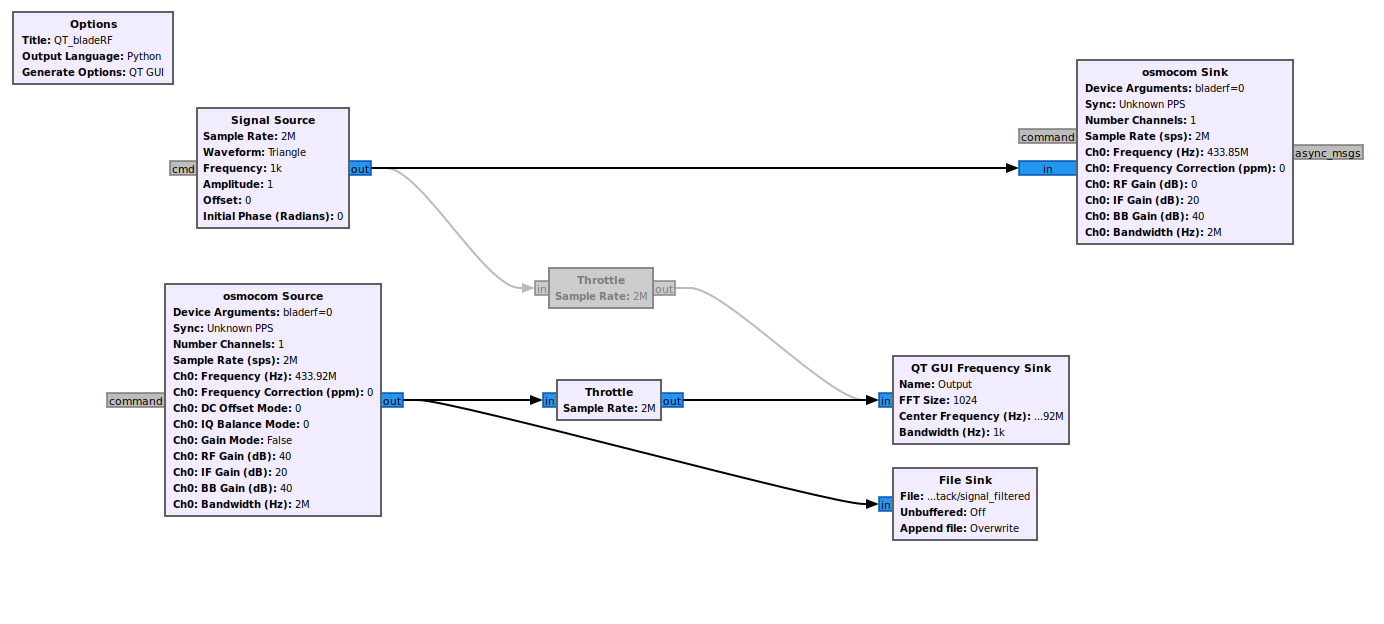 Options
Title: QT_bladeRF
Output Language: Python
Generate Options: QT GUI
Signal Source
Sample Rate: 2M
Waveform: Triangle
Frequency: 1k
Amplitude: 1
Offset: 0
Initial Phase (Radians): 0
cmd
out
osmocom Sink
Device Arguments: bladerf=0
Sync: Unknown PPS
Number Channels: 1
Sample Rate (sps): 2M
Ch0: Frequency (Hz): 433.85M
Ch0: Frequency Correction (ppm): 0
Ch0: RF Gain (dB): 0
Ch0: IF Gain (dB): 20
Ch0: BB Gain (dB): 40
Ch0: Bandwidth (Hz): 2M
command
in
async_msgs
Throttle
Sample Rate: 2M
in
out
osmocom Source
Device Arguments: bladerf=0
Sync: Unknown PPS
Number Channels: 1
Sample Rate (sps): 2M
Ch0: Frequency (Hz): 433.92M
Ch0: Frequency Correction (ppm): 0
Ch0: DC Offset Mode: 0
Ch0: IQ Balance Mode: 0
Ch0: Gain Mode: False
Ch0: RF Gain (dB): 40
Ch0: IF Gain (dB): 20
Ch0: BB Gain (dB): 40
Ch0: Bandwidth (Hz): 2M
command
out
Throttle
Sample Rate: 2M
in
out
QT GUI Frequency Sink
Name: Output
FFT Size: 1024
Center Frequency (Hz): ...92M
Bandwidth (Hz): 1k
in
File Sink
File: ...tack/signal_filtered
Unbuffered: Off
Append file: Overwrite
in